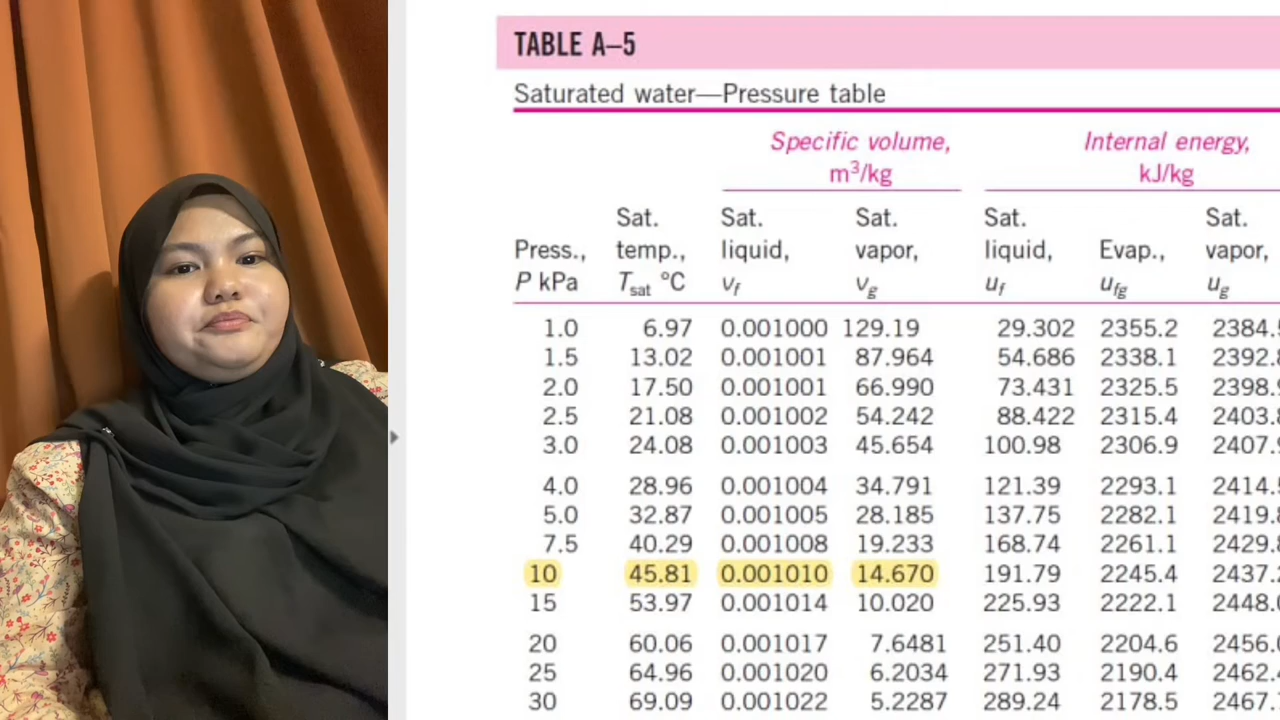 TABLE A–5
Saturated water—Pressure table
Specific volume, Internal energy,
m³/kg kJ/kg
Sat. Sat. Sat. Sat. Sat.
Press., temp., liquid, vapor, liquid, Evap., vapor,
P kPa Tsat °C vf vg uf ufg ug
1.0 6.97 0.001000 129.19 29.302 2355.2
1.5 13.02 0.001001 87.964 54.686 2338.1
2.0 17.50 0.001001 66.990 73.431 2325.5
2.5 21.08 0.001002 54.242 88.422 2315.4
3.0 24.08 0.001003 45.654 100.98 2306.9
4.0 28.96 0.001004 34.791 121.39 2293.1
5.0 32.87 0.001005 28.185 137.75 2282.1
7.5 40.29 0.001008 19.233 168.74 2261.1
10 45.81 0.001010 14.670 191.79 2245.4
15 53.97 0.001014 10.020 225.93 2222.1
20 60.06 0.001017 7.6481 251.40 2204.6
25 64.96 0.001020 6.2034 271.93 2190.4
30 69.09 0.001022 5.2287 289.24 2178.5